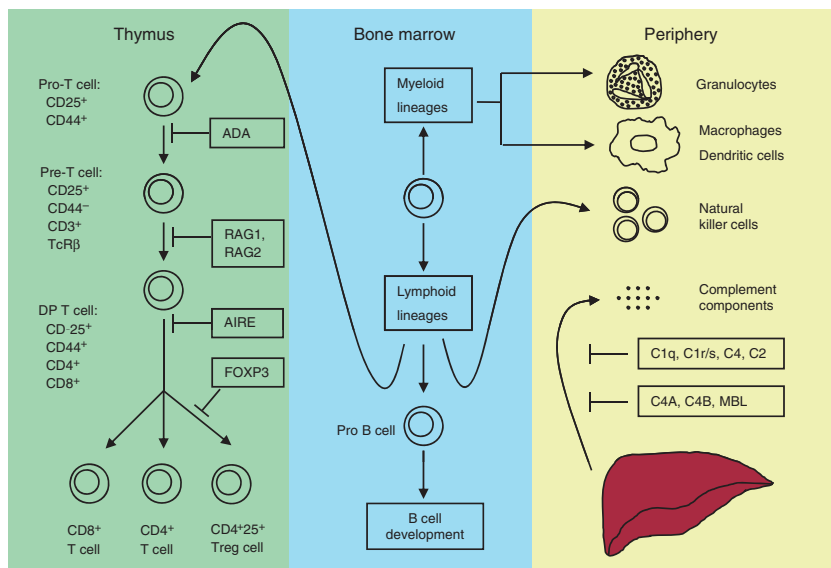 Thymus
Pro-T cell:
CD25⁺
CD44⁺
ADA
Pre-T cell:
CD25⁺
CD44⁻
CD3⁺
TcRβ
RAG1,
RAG2
DP T cell:
CD-25⁺
CD44⁺
CD4⁺
CD8⁺
AIRE
FOXP3
CD8⁺
T cell
CD4⁺
T cell
CD4⁺25⁺
Treg cell
Bone marrow
Myeloid
lineages
Lymphoid
lineages
Pro B cell
B cell
development
Periphery
Granulocytes
Macrophages
Dendritic cells
Natural
killer cells
Complement
components
C1q, C1r/s, C4, C2
C4A, C4B, MBL